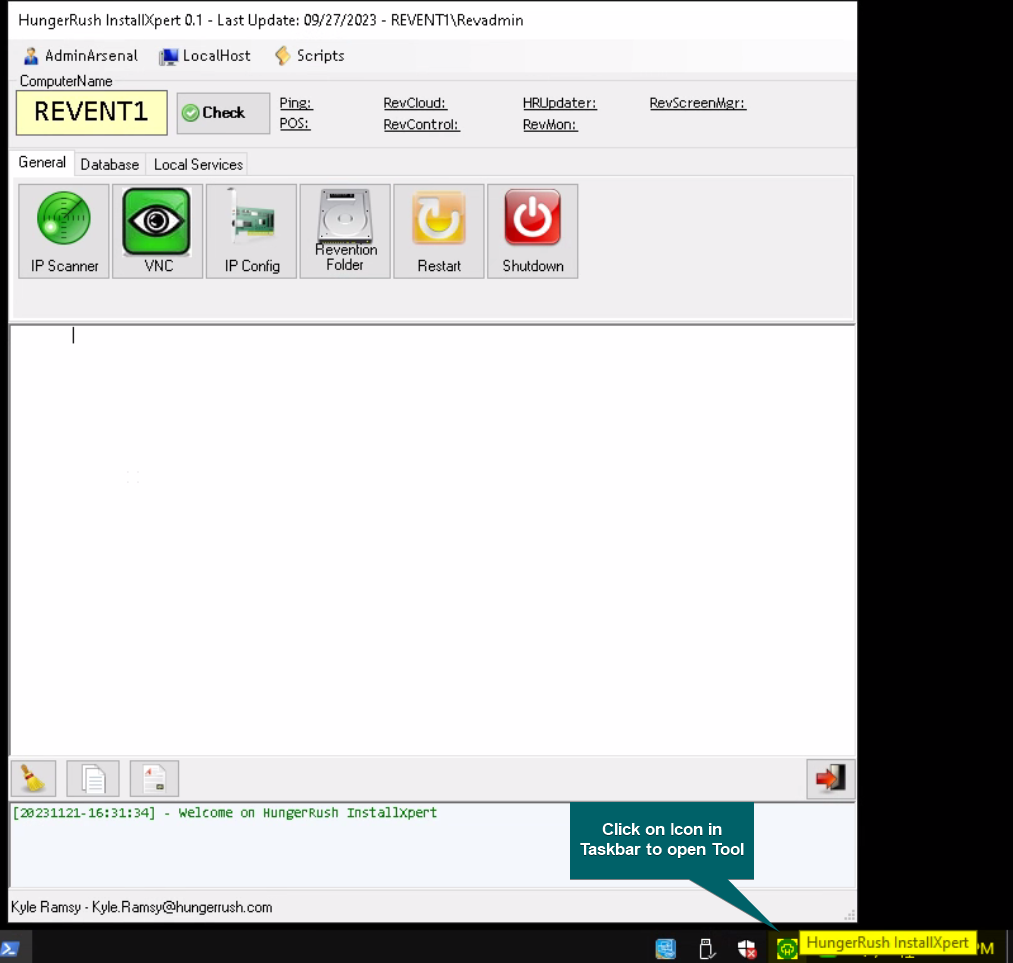 HungerRush InstallXpert 0.1 - Last Update: 09/27/2023 - REVENT1\Revadmin
AdminArsenal LocalHost Scripts
ComputerName
REVENT1
Check
Ping: RevCloud: HRUpdater: RevScreenMgr:
POS: RevControl: RevMon:
General Database Local Services
IP Scanner VNC IP Config Revention Folder Restart Shutdown
[20231121-16:31:34] - Welcome on HungerRush InstallXpert
Click on Icon in
Taskbar to open Tool
Kyle Ramsy - Kyle.Ramsy@hungerrush.com
HungerRush InstallXpert